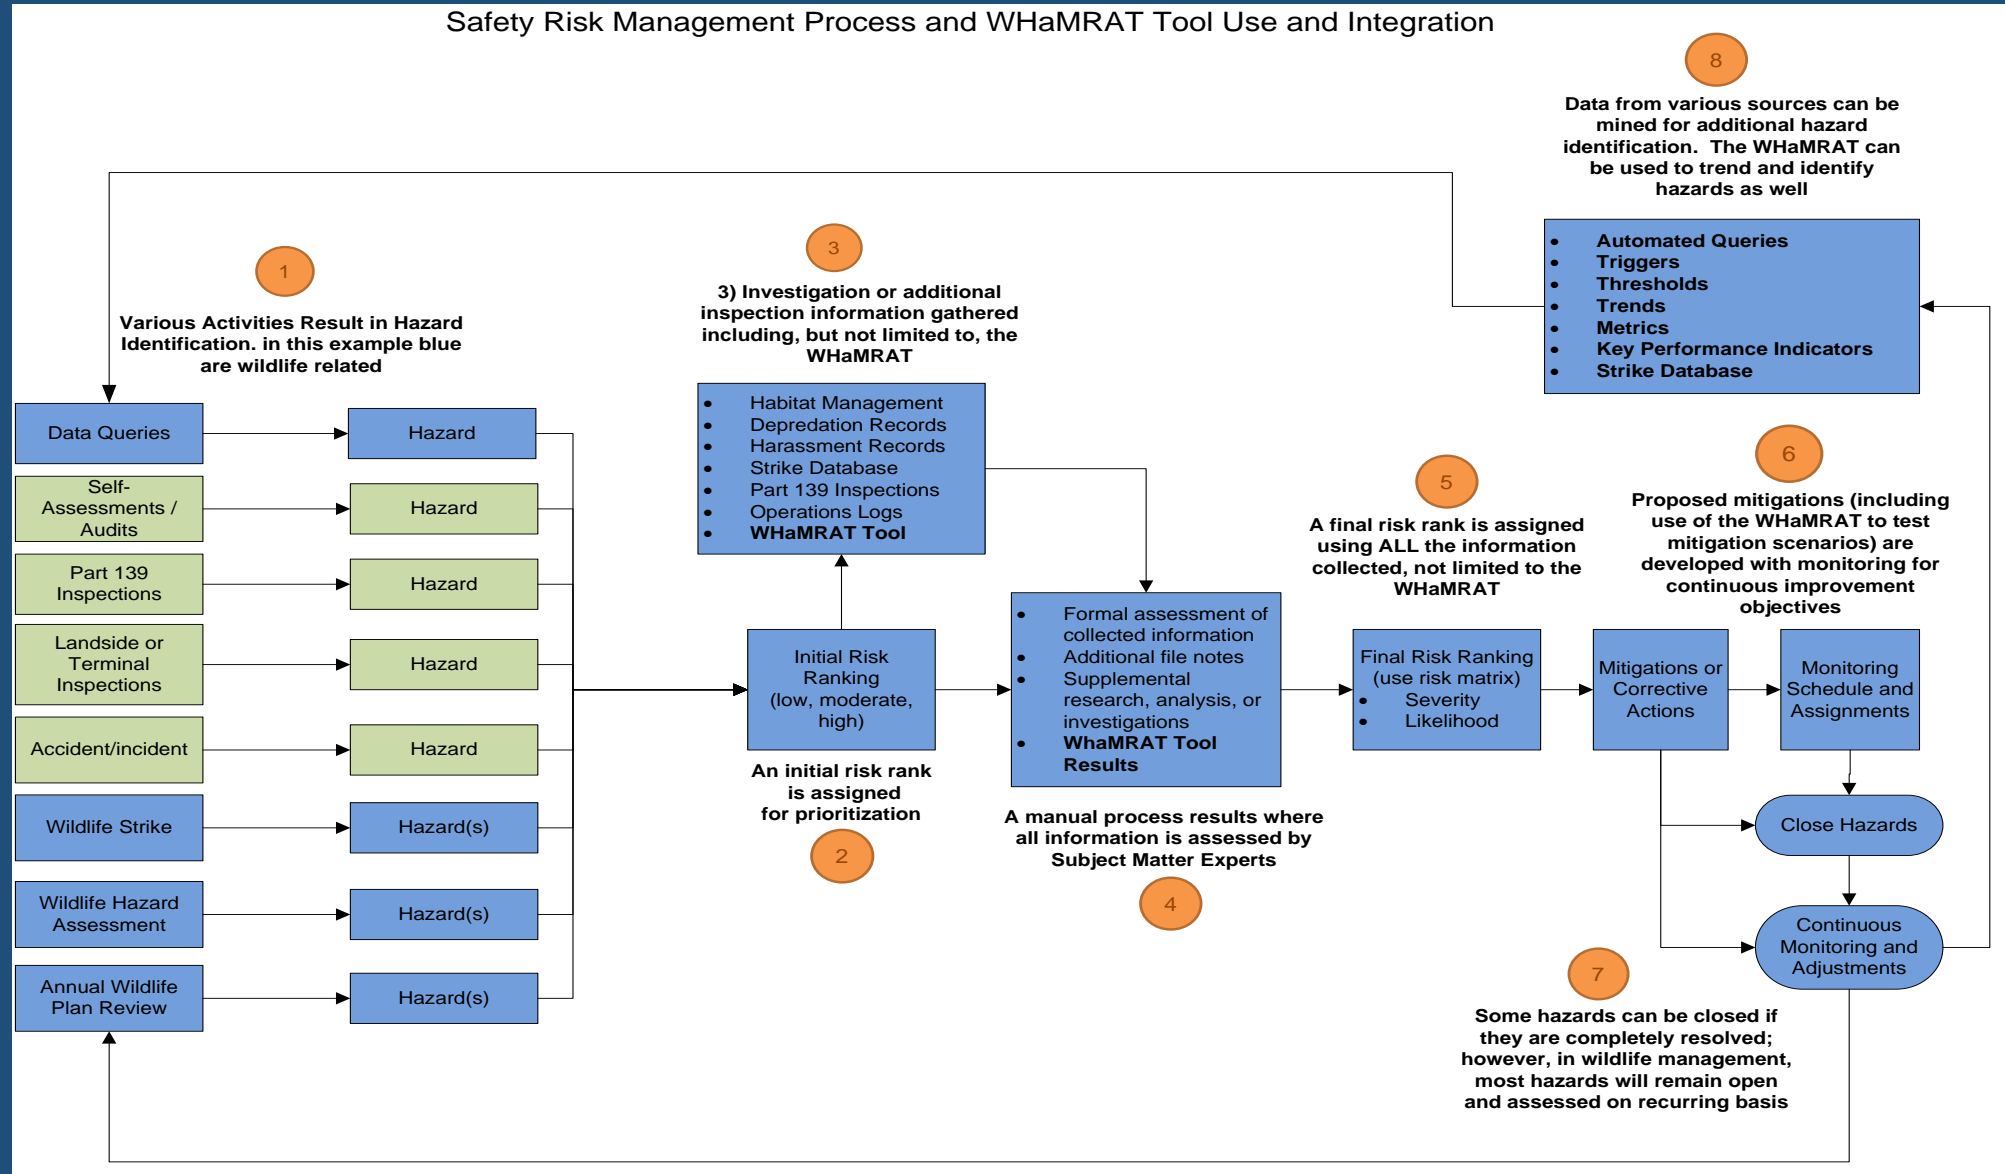 Safety Risk Management Process and WHaMRAT Tool Use and Integration
8
Data from various sources can be
mined for additional hazard
identification.  The WHaMRAT can
be used to trend and identify
hazards as well
• Automated Queries
• Triggers
• Thresholds
• Trends
• Metrics
• Key Performance Indicators
• Strike Database
1
Various Activities Result in Hazard
Identification. in this example blue
are wildlife related
3
3) Investigation or additional
inspection information gathered
including, but not limited to, the
WHaMRAT
• Habitat Management
• Depredation Records
• Harassment Records
• Strike Database
• Part 139 Inspections
• Operations Logs
• WHaMRAT Tool
Data Queries
Hazard
Self-
Assessments /
Audits
Hazard
Part 139
Inspections
Hazard
Landside or
Terminal
Inspections
Hazard
Accident/incident
Hazard
Wildlife Strike
Hazard(s)
Wildlife Hazard
Assessment
Hazard(s)
Annual Wildlife
Plan Review
Hazard(s)
Initial Risk
Ranking
(low, moderate,
high)
An initial risk rank
is assigned
for prioritization
2
• Formal assessment of
collected information
• Additional file notes
• Supplemental
research, analysis, or
investigations
• WhaMRAT Tool
Results
A manual process results where
all information is assessed by
Subject Matter Experts
4
5
A final risk rank is assigned
using ALL the information
collected, not limited to the
WHaMRAT
Final Risk Ranking
(use risk matrix)
• Severity
• Likelihood
6
Proposed mitigations (including
use of the WHaMRAT to test
mitigation scenarios) are
developed with monitoring for
continuous improvement
objectives
Mitigations or
Corrective
Actions
Monitoring
Schedule and
Assignments
Close Hazards
Continuous
Monitoring and
Adjustments
7
Some hazards can be closed if
they are completely resolved;
however, in wildlife management,
most hazards will remain open
and assessed on recurring basis